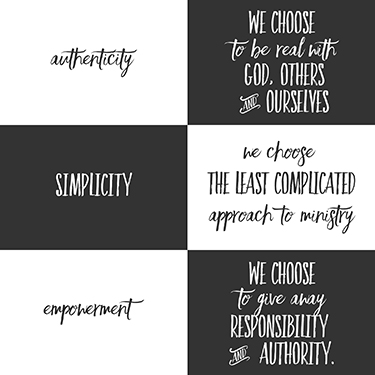 authenticity
WE CHOOSE
to be real with
GOD, OTHERS
AND OURSELVES
SIMPLICITY
we choose
THE LEAST COMPLICATED
approach to ministry
empowerment
WE CHOOSE
to give away
RESPONSIBILITY
AND AUTHORITY.